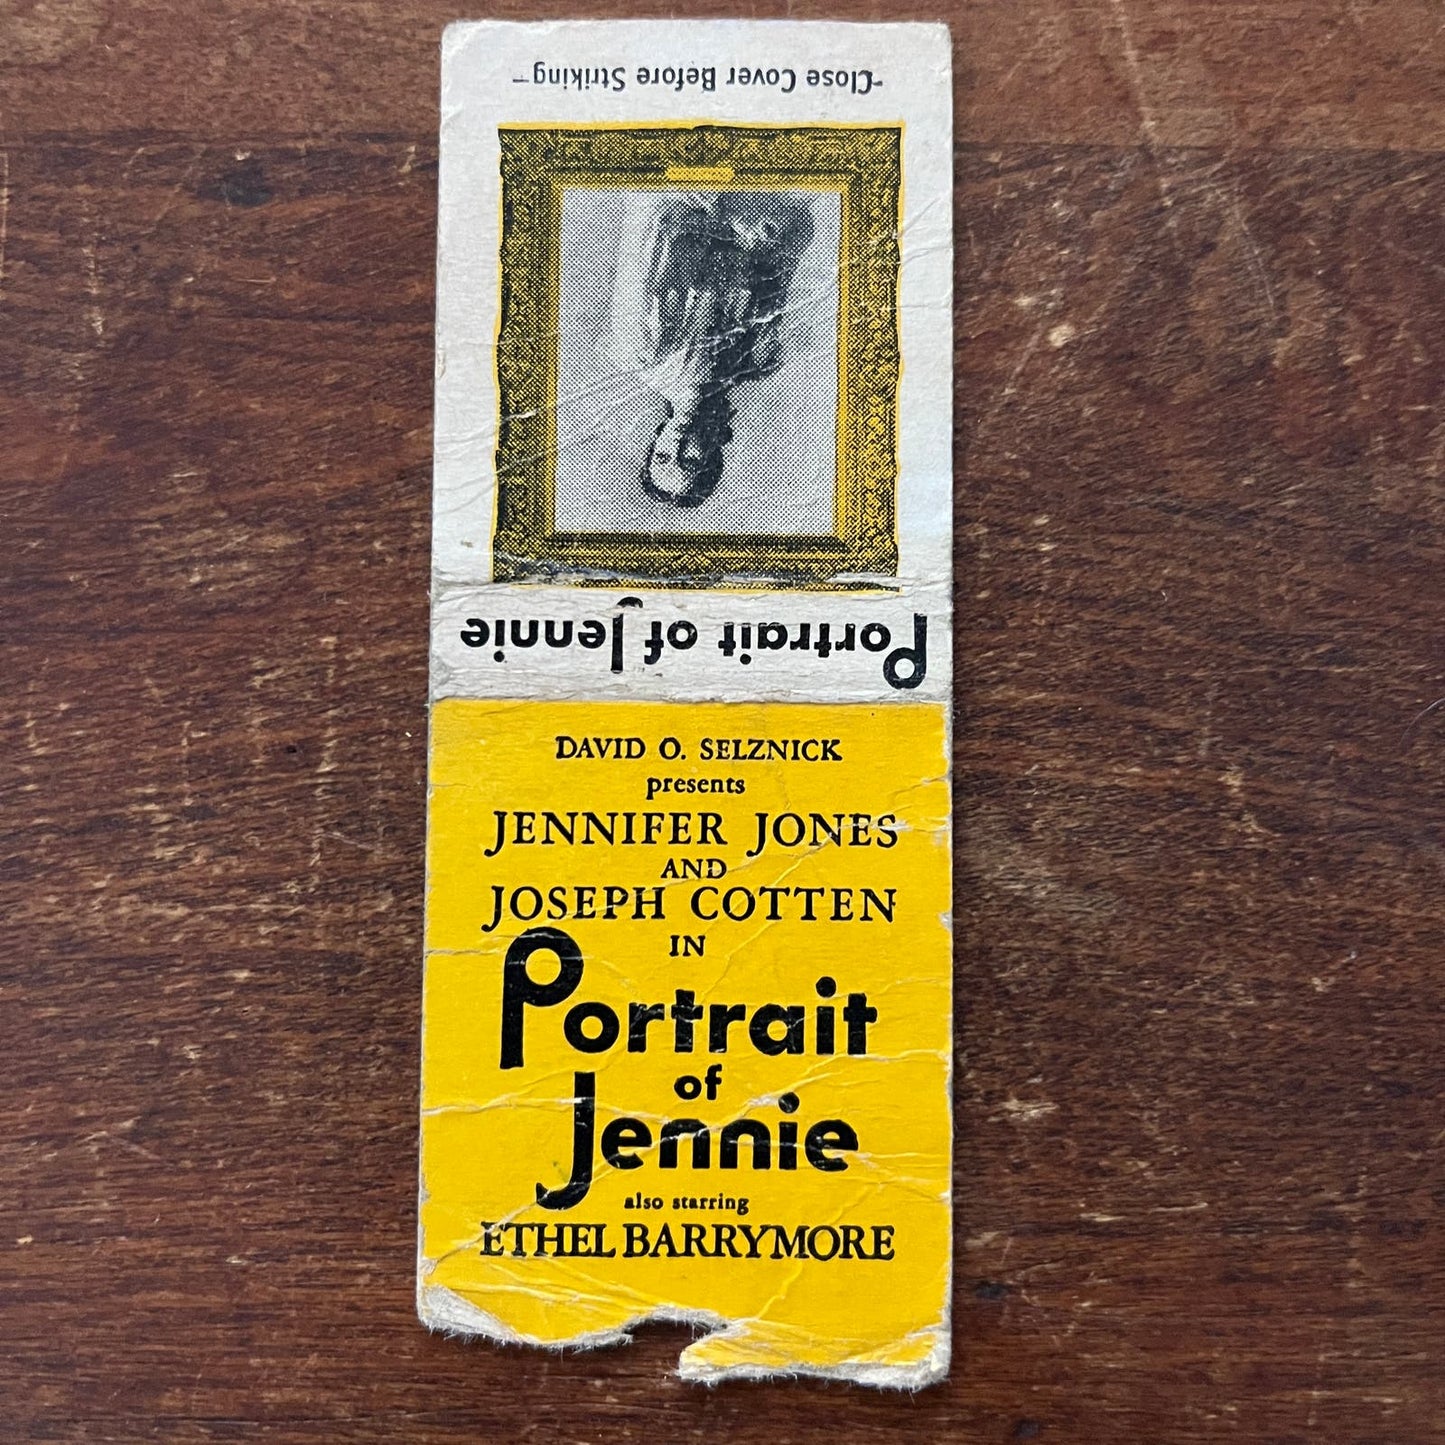 "Close Cover Before Striking"
Portrait of Jennie
DAVID O. SELZNICK
presents
JENNIFER JONES
AND
JOSEPH COTTEN
IN
Portrait
of
Jennie
also starring
ETHEL BARRYMORE